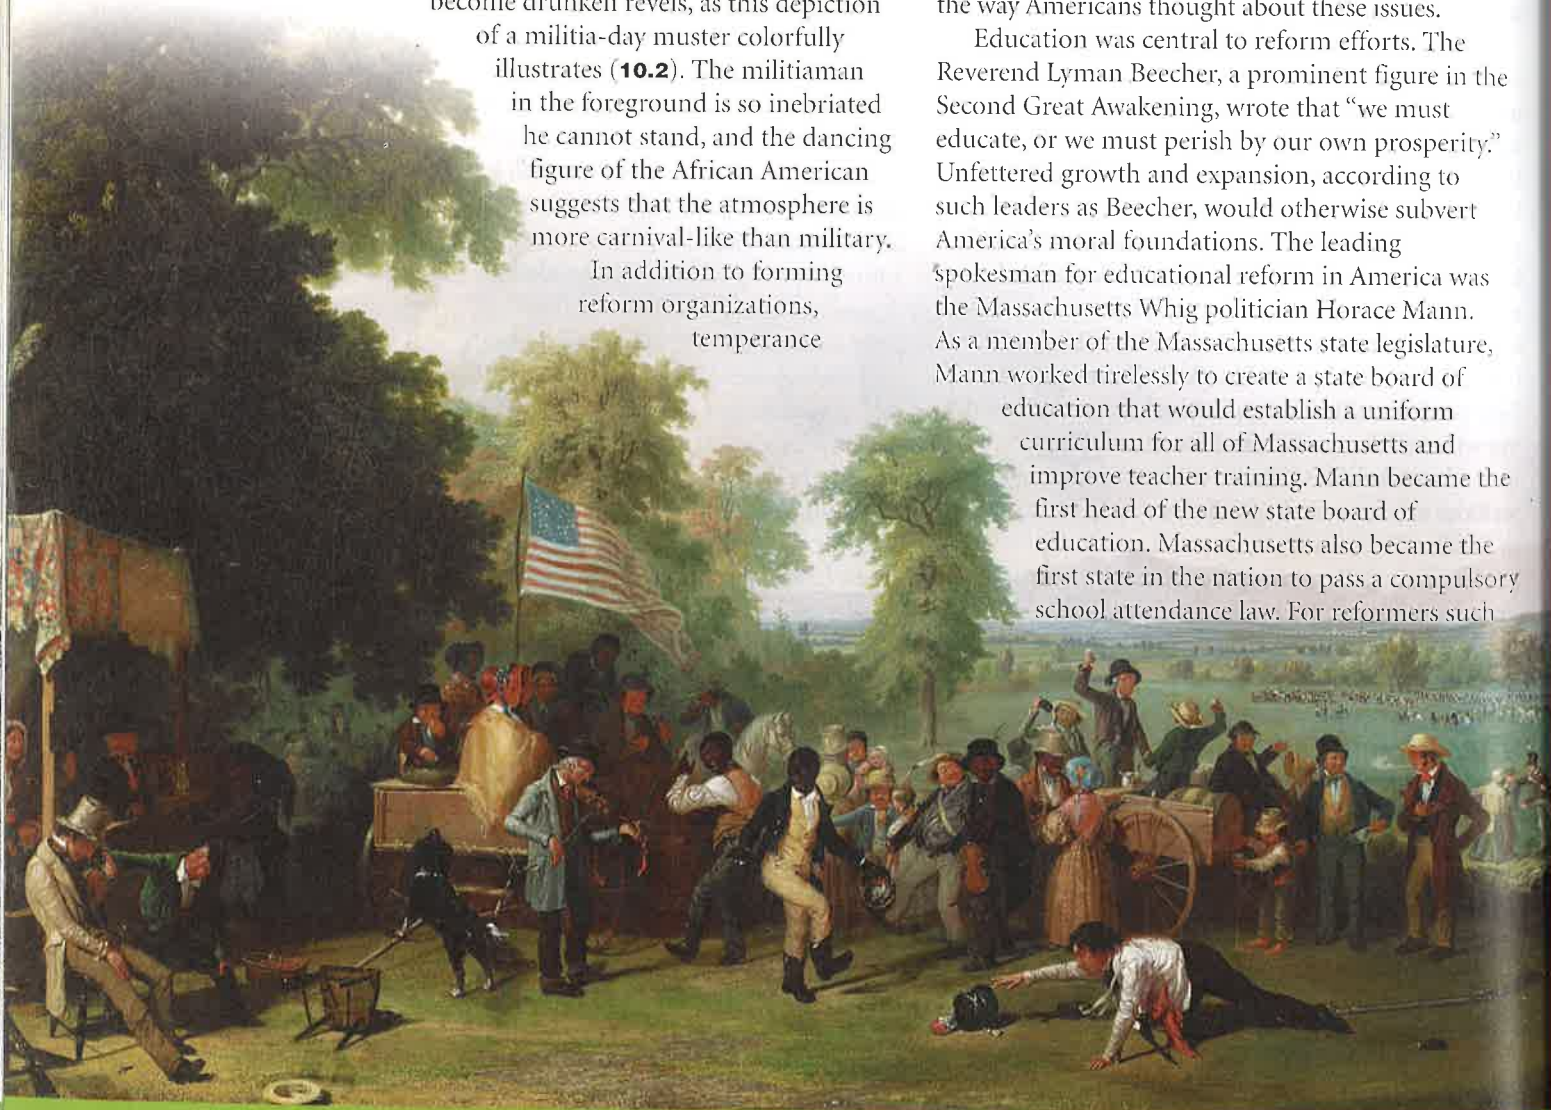 become drunken revels, as this depiction
of a militia-day muster colorfully
illustrates (10.2). The militiaman
in the foreground is so inebriated
he cannot stand, and the dancing
figure of the African American
suggests that the atmosphere is
more carnival-like than military.
In addition to forming
reform organizations,
temperance
the way Americans thought about these issues.
Education was central to reform efforts. The
Reverend Lyman Beecher, a prominent figure in the
Second Great Awakening, wrote that “we must
educate, or we must perish by our own prosperity.”
Unfettered growth and expansion, according to
such leaders as Beecher, would otherwise subvert
America’s moral foundations. The leading
spokesman for educational reform in America was
the Massachusetts Whig politician Horace Mann.
As a member of the Massachusetts state legislature,
Mann worked tirelessly to create a state board of
education that would establish a uniform
curriculum for all of Massachusetts and
improve teacher training. Mann became the
first head of the new state board of
education. Massachusetts also became the
first state in the nation to pass a compulsory
school attendance law. For reformers such